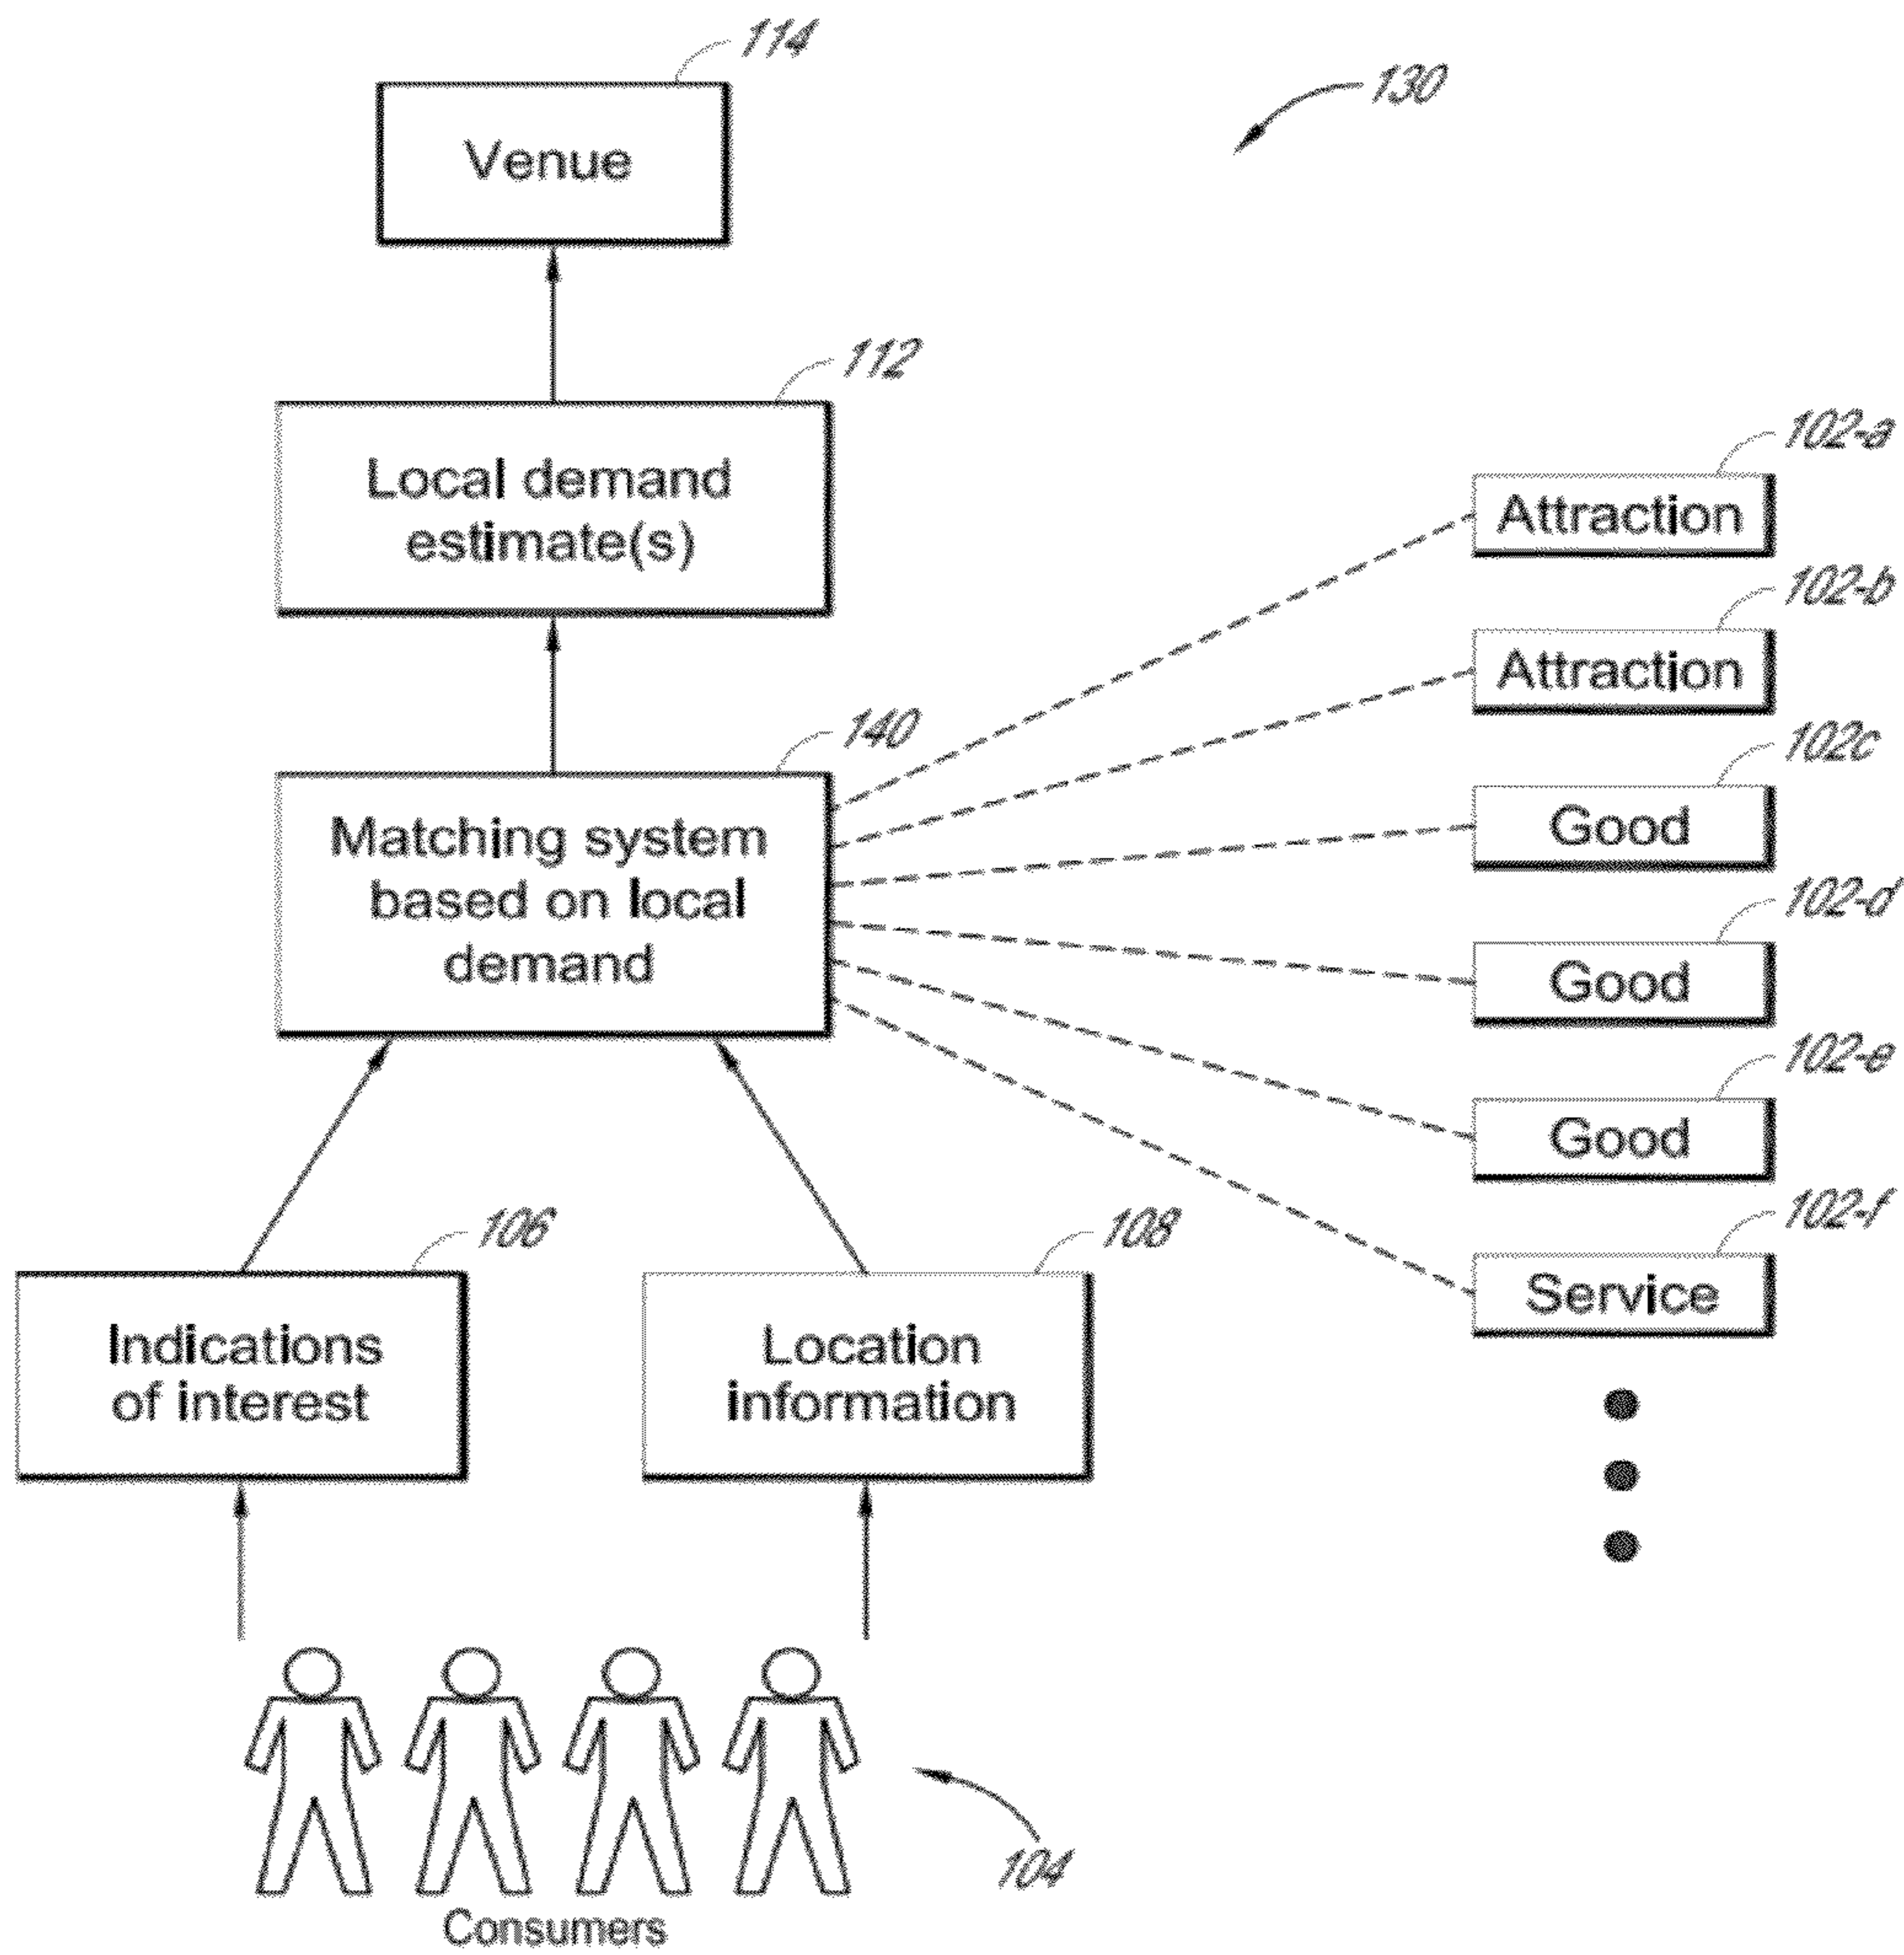 114
130
Venue
112
Local demand
estimate(s)
102-a
Attraction
102-b
Attraction
140
Matching system
based on local
demand
102c
Good
102-d
Good
102-e
Good
102-f
Service
106
Indications
of interest
108
Location
information
104
Consumers